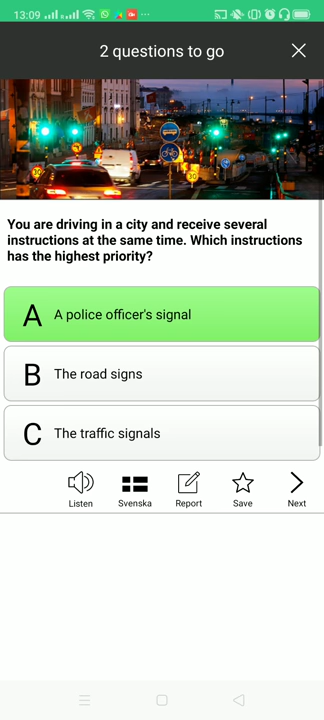 13:09
2 questions to go
You are driving in a city and receive several
instructions at the same time. Which instructions
has the highest priority?
A A police officer's signal
B The road signs
C The traffic signals
Listen Svenska Report Save Next